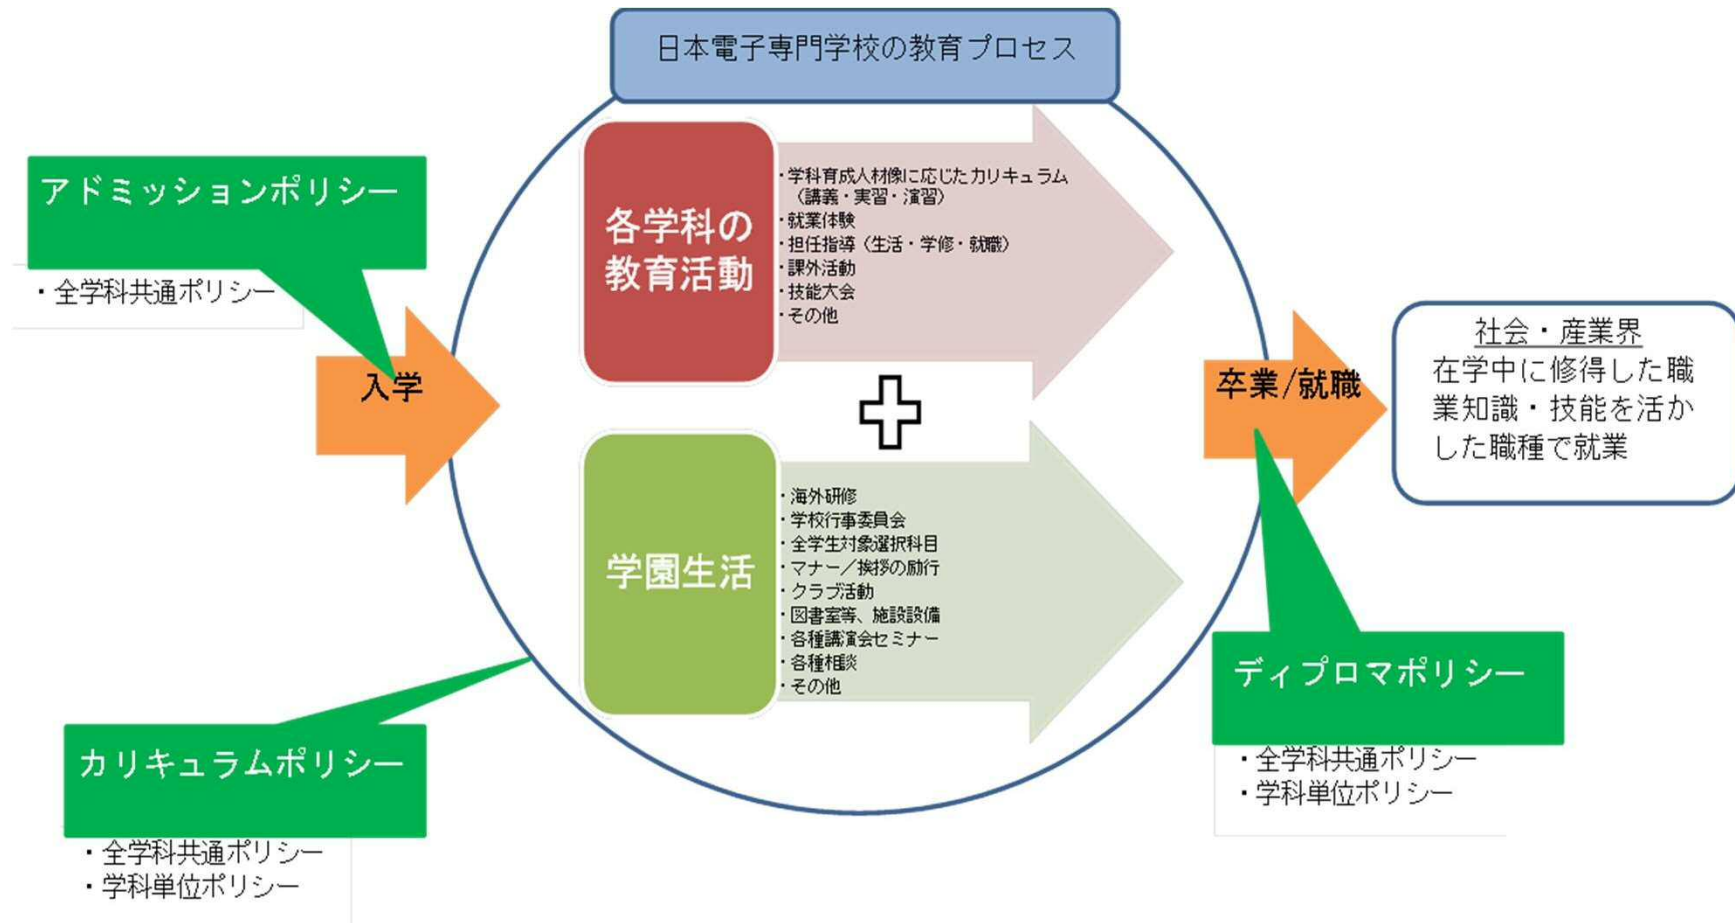 日本電子専門学校の教育プロセス
アドミッションポリシー
・全学科共通ポリシー
入学
各学科の
教育活動
・学科育成人材像に応じたカリキュラム
（講義・実習・演習）
・就業体験
・担任指導（生活・学修・就職）
・課外活動
・技能大会
・その他
学園生活
・海外研修
・学校行事委員会
・全学生対象選択科目
・マナー／挨拶の励行
・クラブ活動
・図書室等、施設設備
・各種講演会セミナー
・各種相談
・その他
卒業/就職
社会・産業界
在学中に修得した職
業知識・技能を活か
した職種で就業
カリキュラムポリシー
・全学科共通ポリシー
・学科単位ポリシー
ディプロマポリシー
・全学科共通ポリシー
・学科単位ポリシー